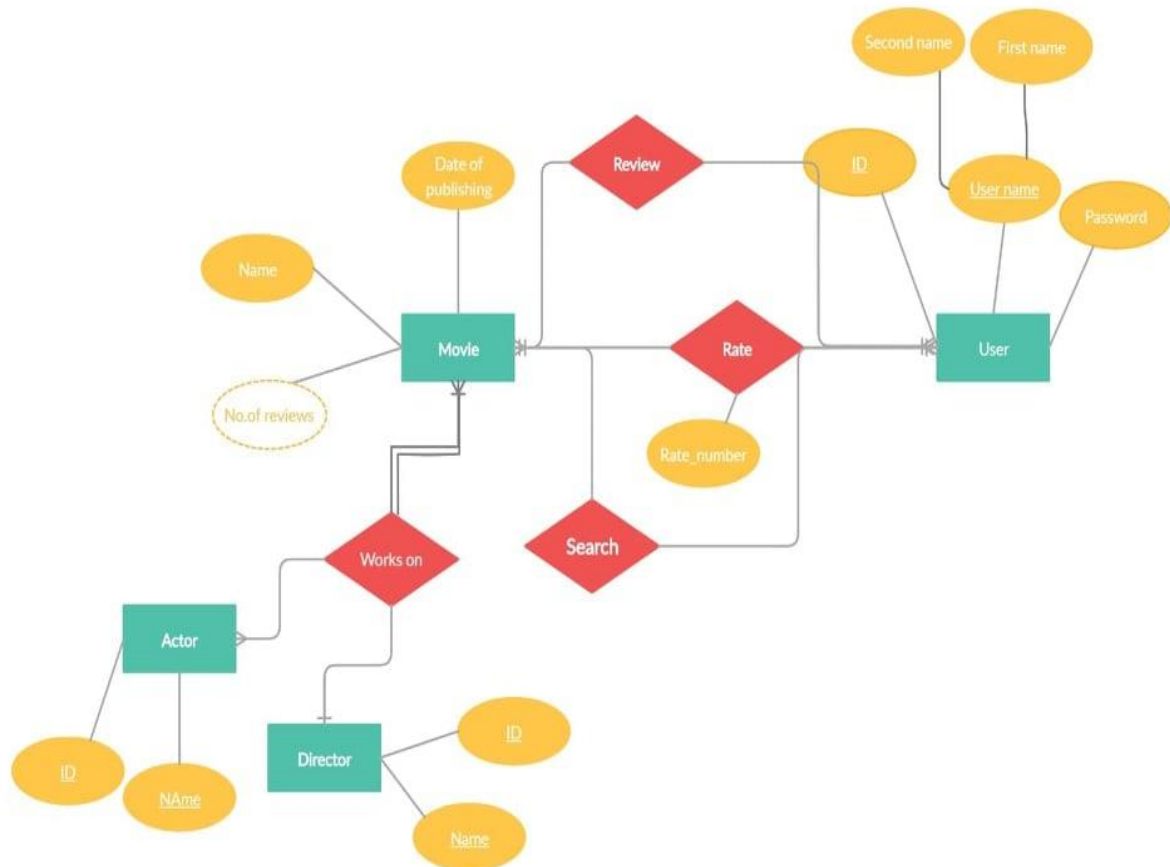 Second name
First name
Review
ID
Date of
publishing
User name
Password
Name
Movie
Rate
User
No.of reviews
Rate_number
Search
Works on
Actor
ID
Director
ID
NAme
Name